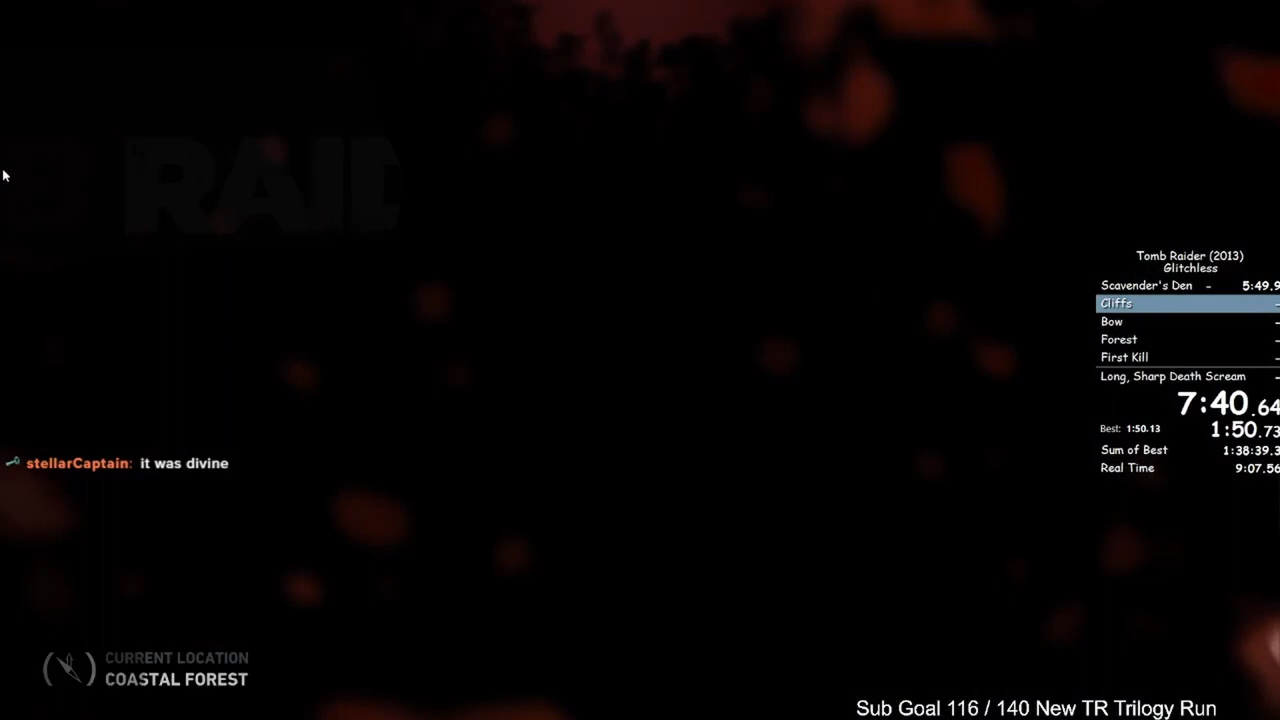 RAID
Tomb Raider (2013)
Glitchless
Scavender's Den - 5:49.9
Cliffs -
Bow -
Forest -
First Kill -
Long, Sharp Death Scream -
7:40.64
Best: 1:50.13 1:50.73
Sum of Best 1:38:39.3
Real Time 9:07.56
stellarCaptain: it was divine
CURRENT LOCATION
COASTAL FOREST
Sub Goal 116 / 140 New TR Trilogy Run